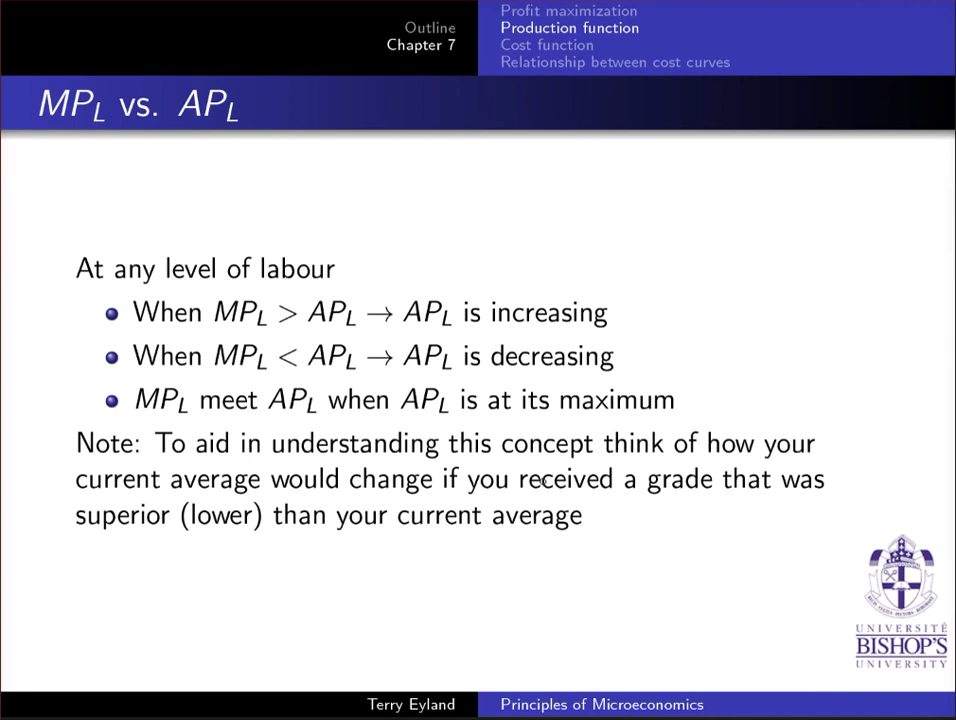 Outline
Chapter 7
Profit maximization
Production function
Cost function
Relationship between cost curves
MP_L vs. AP_L
At any level of labour
When MP_L > AP_L → AP_L is increasing
When MP_L < AP_L → AP_L is decreasing
MP_L meet AP_L when AP_L is at its maximum
Note: To aid in understanding this concept think of how your
current average would change if you received a grade that was
superior (lower) than your current average
UNIVERSITÉ
BISHOP'S
UNIVERSITY
Terry Eyland
Principles of Microeconomics